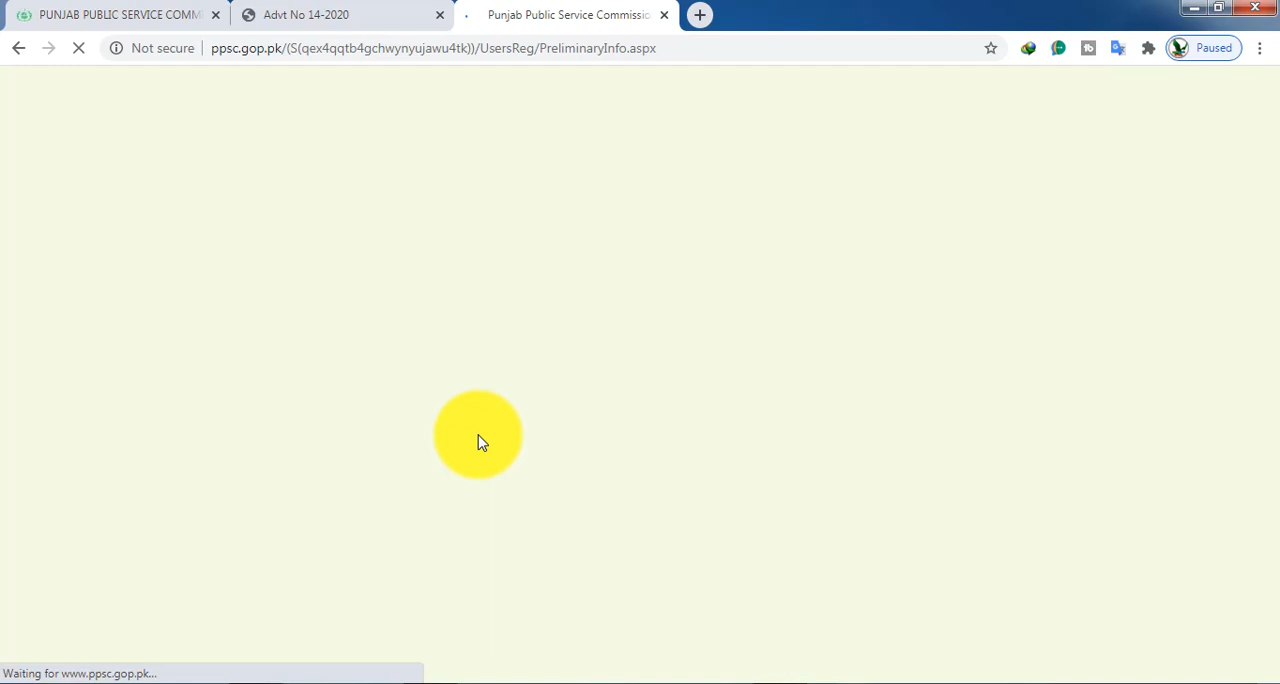 PUNJAB PUBLIC SERVICE COMM
Advt No 14-2020
Punjab Public Service Commissio
Not secure
ppsc.gop.pk/(S(qex4qqtb4gchwynyujawu4tk))/UsersReg/PreliminaryInfo.aspx
Paused
Waiting for www.ppsc.gop.pk...